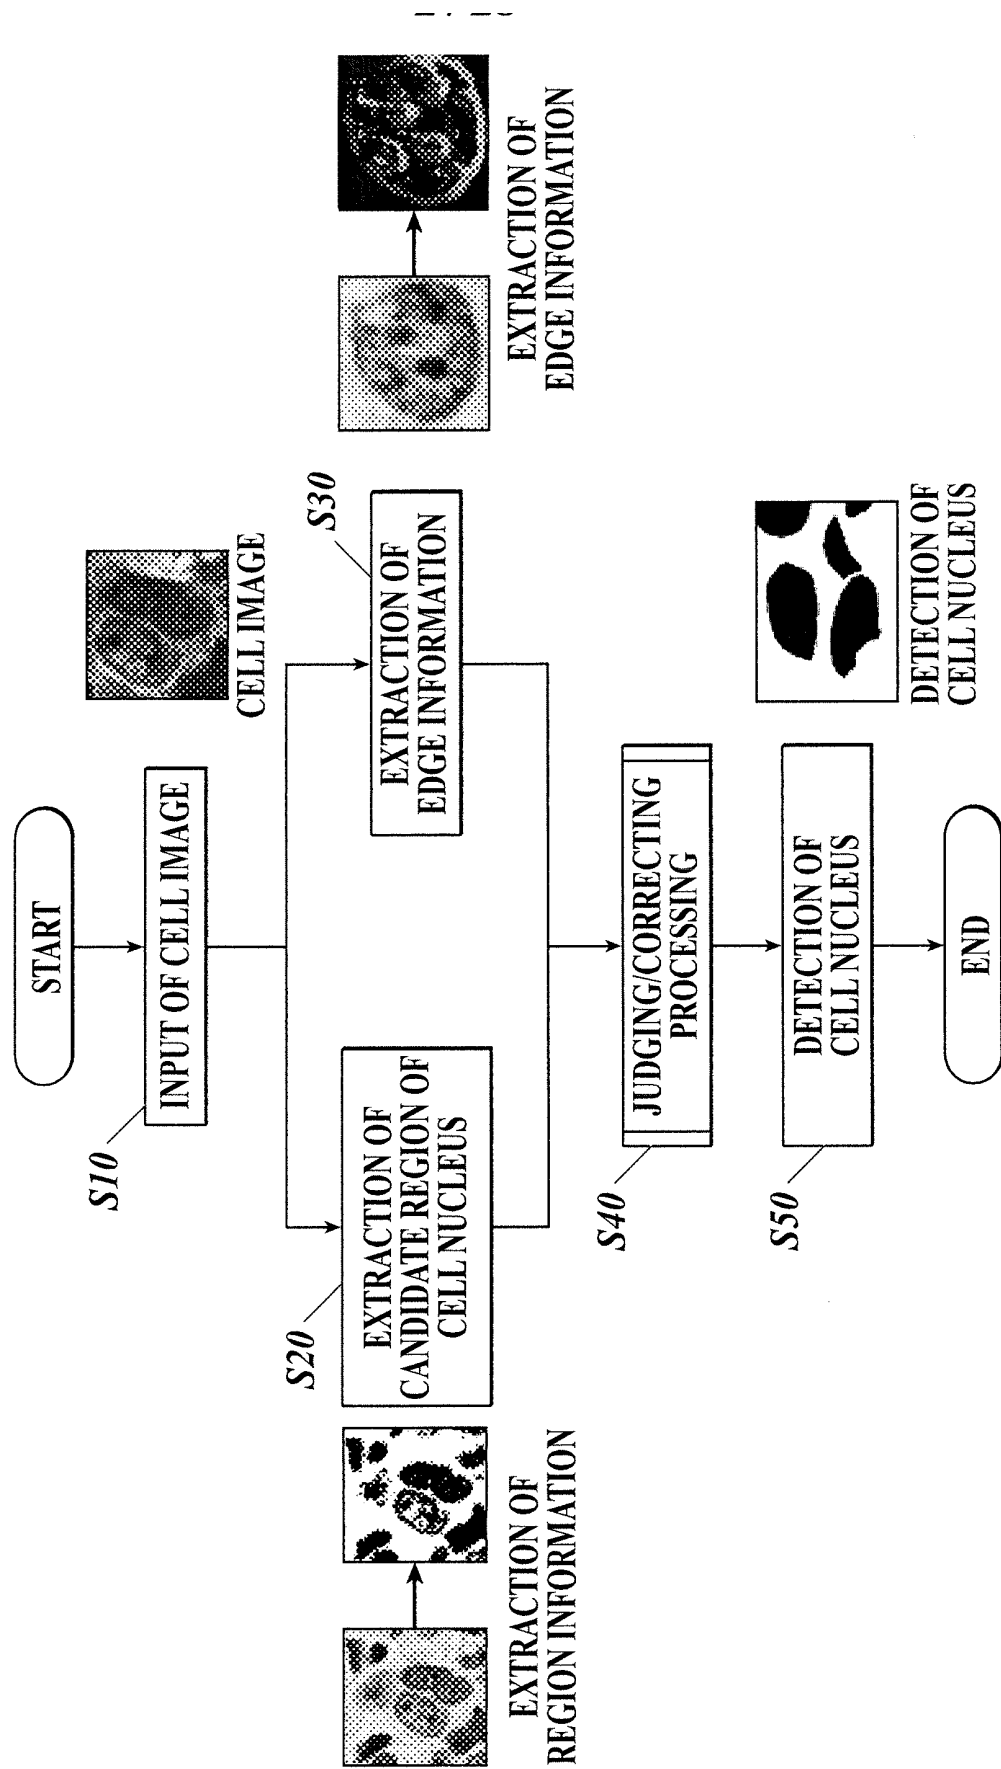 START
S10
INPUT OF CELL IMAGE
CELL IMAGE
S20
EXTRACTION OF
CANDIDATE REGION OF
CELL NUCLEUS
S30
EXTRACTION OF
EDGE INFORMATION
EXTRACTION OF
REGION INFORMATION
EXTRACTION OF
EDGE INFORMATION
S40
JUDGING/CORRECTING
PROCESSING
S50
DETECTION OF
CELL NUCLEUS
DETECTION OF
CELL NUCLEUS
END